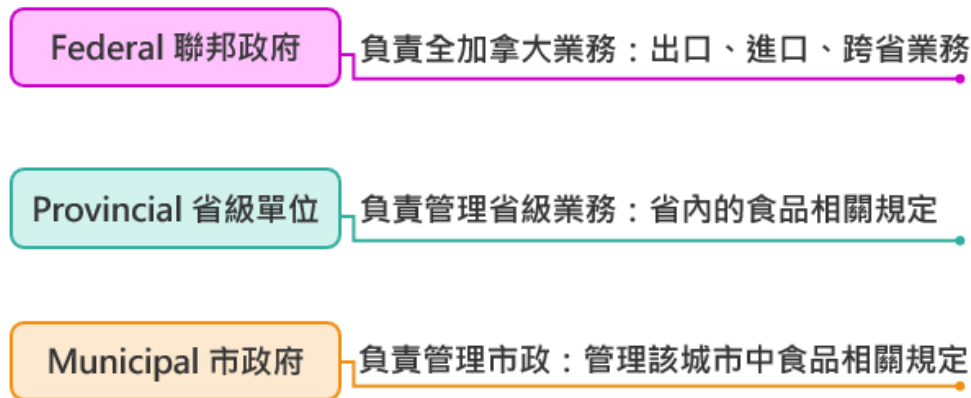 Federal 聯邦政府 負責全加拿大業務：出口、進口、跨省業務
Provincial 省級單位 負責管理省級業務：省內的食品相關規定
Municipal 市政府 負責管理市政：管理該城市中食品相關規定